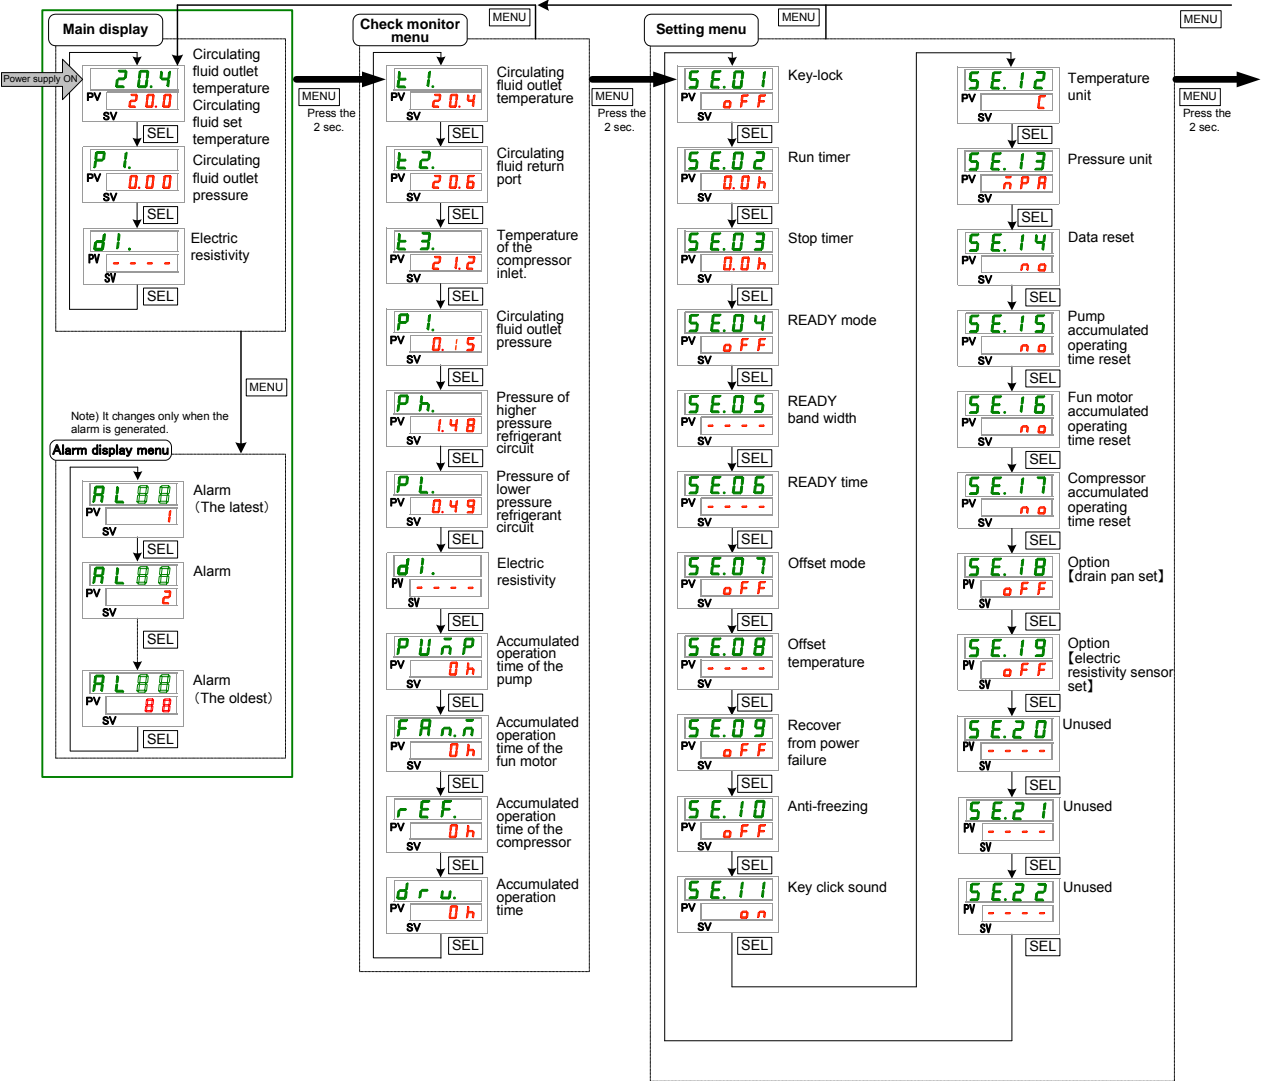 MENU
MENU
MENU
Main display
Power supply ON
20.4
PV
20.0
SV
Circulating
fluid outlet
temperature
Circulating
fluid set
temperature
SEL
P 1.
PV
0.00
SV
Circulating
fluid outlet
pressure
SEL
d1.
PV
- - - -
SV
Electric
resistivity
SEL
MENU
Note) It changes only when the
alarm is generated.
Alarm display menu
AL88
PV
1
SV
Alarm
(The latest)
SEL
AL88
PV
2
SV
Alarm
SEL
AL88
PV
88
SV
Alarm
(The oldest)
SEL
MENU
Press the
2 sec.
Check monitor
menu
t 1.
PV
20.4
SV
Circulating
fluid outlet
temperature
SEL
t 2.
PV
20.6
SV
Circulating
fluid return
port
SEL
t 3.
PV
21.2
SV
Temperature
of the
compressor
inlet.
SEL
P 1.
PV
0.15
SV
Circulating
fluid outlet
pressure
SEL
P h.
PV
1.48
SV
Pressure of
higher
pressure
refrigerant
circuit
SEL
P L.
PV
0.49
SV
Pressure of
lower
pressure
refrigerant
circuit
SEL
d1.
PV
- - - -
SV
Electric
resistivity
SEL
PUñP
PV
0h
SV
Accumulated
operation
time of the
pump
SEL
FAn.ñ
PV
0h
SV
Accumulated
operation
time of the
fun motor
SEL
rEF.
PV
0h
SV
Accumulated
operation
time of the
compressor
SEL
dru.
PV
0h
SV
Accumulated
operation
time
SEL
MENU
Press the
2 sec.
Setting menu
SE.01
PV
oFF
SV
Key-lock
SEL
SE.02
PV
0.0h
SV
Run timer
SEL
SE.03
PV
0.0h
SV
Stop timer
SEL
SE.04
PV
oFF
SV
READY mode
SEL
SE.05
PV
- - - -
SV
READY
band width
SEL
SE.06
PV
- - - -
SV
READY time
SEL
SE.07
PV
oFF
SV
Offset mode
SEL
SE.08
PV
- - - -
SV
Offset
temperature
SEL
SE.09
PV
oFF
SV
Recover
from power
failure
SEL
SE.10
PV
oFF
SV
Anti-freezing
SEL
SE.11
PV
on
SV
Key click sound
SEL
SE.12
PV
C
SV
Temperature
unit
SEL
SE.13
PV
ñPA
SV
Pressure unit
SEL
SE.14
PV
no
SV
Data reset
SEL
SE.15
PV
no
SV
Pump
accumulated
operating
time reset
SEL
SE.16
PV
no
SV
Fun motor
accumulated
operating
time reset
SEL
SE.17
PV
no
SV
Compressor
accumulated
operating
time reset
SEL
SE.18
PV
oFF
SV
Option
【drain pan set】
SEL
SE.19
PV
oFF
SV
Option
【electric
resistivity sensor
set】
SEL
SE.20
PV
- - - -
SV
Unused
SEL
SE.21
PV
- - - -
SV
Unused
SEL
SE.22
PV
- - - -
SV
Unused
SEL
MENU
Press the
2 sec.